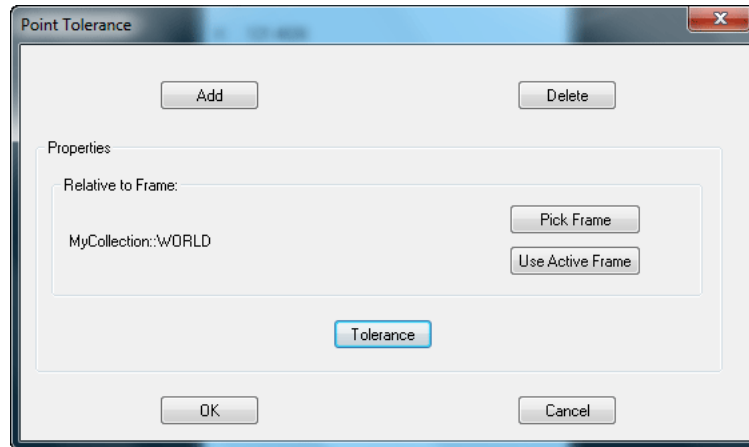 Point Tolerance
Add
Delete
Properties
Relative to Frame:
MyCollection::WORLD
Pick Frame
Use Active Frame
Tolerance
OK
Cancel